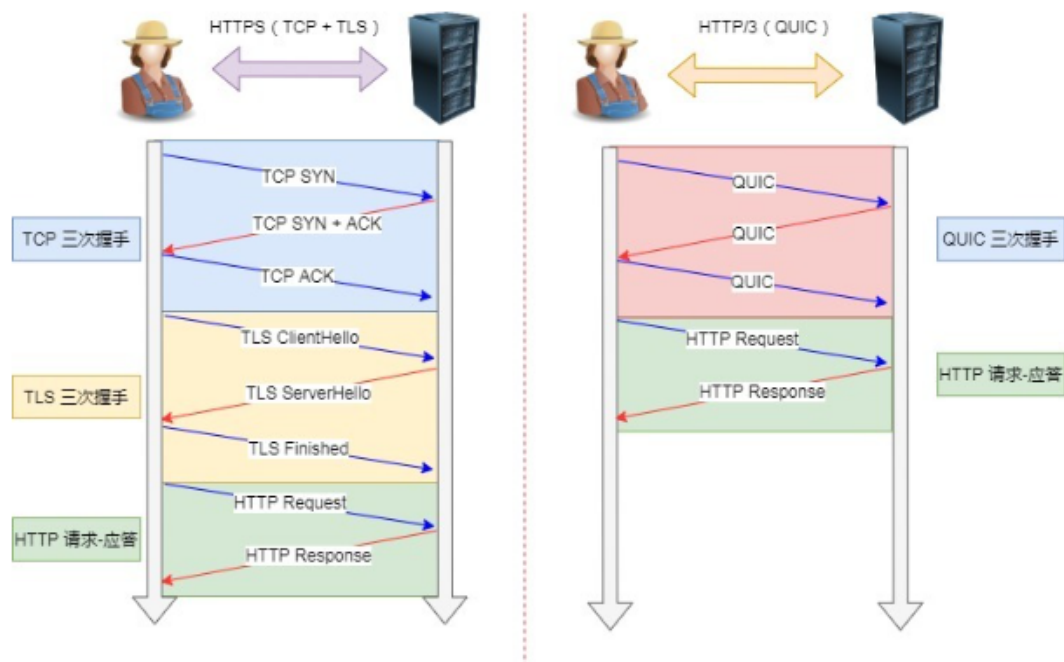 HTTPS（TCP + TLS）
TCP 三次握手
TCP SYN
TCP SYN + ACK
TCP ACK
TLS 三次握手
TLS ClientHello
TLS ServerHello
TLS Finished
HTTP 请求-应答
HTTP Request
HTTP Response
HTTP/3（QUIC）
QUIC
QUIC
QUIC
QUIC 三次握手
HTTP Request
HTTP Response
HTTP 请求-应答